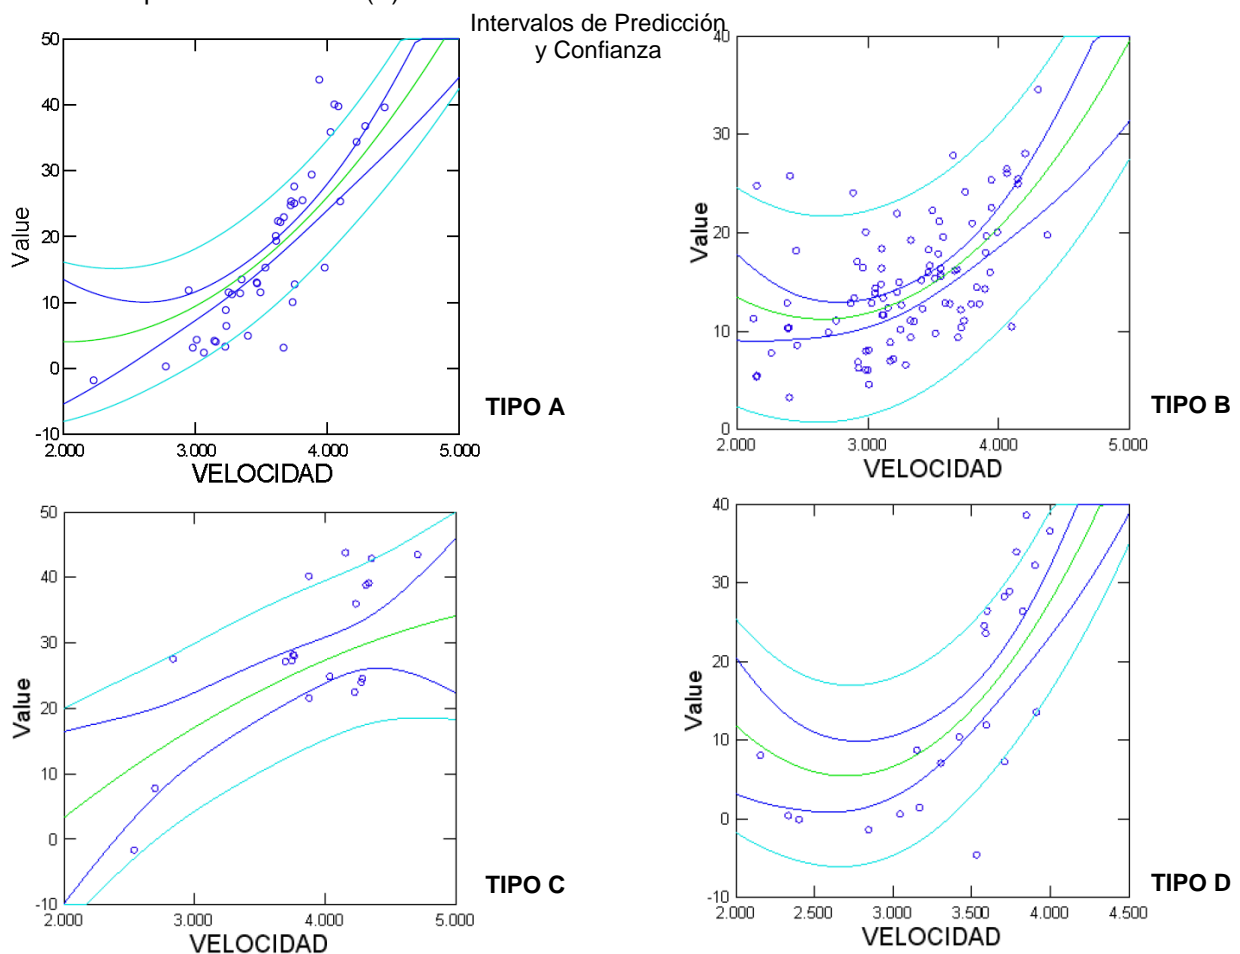 Intervalos de Predicción
y Confianza
50
40
30
20
10
0
-10
Value
2.000 3.000 4.000 5.000
VELOCIDAD
TIPO A
40
30
20
10
0
Value
2.000 3.000 4.000 5.000
VELOCIDAD
TIPO B
50
40
30
20
10
0
-10
Value
2.000 3.000 4.000 5.000
VELOCIDAD
TIPO C
40
30
20
10
0
-10
Value
2.000 2.500 3.000 3.500 4.000 4.500
VELOCIDAD
TIPO D